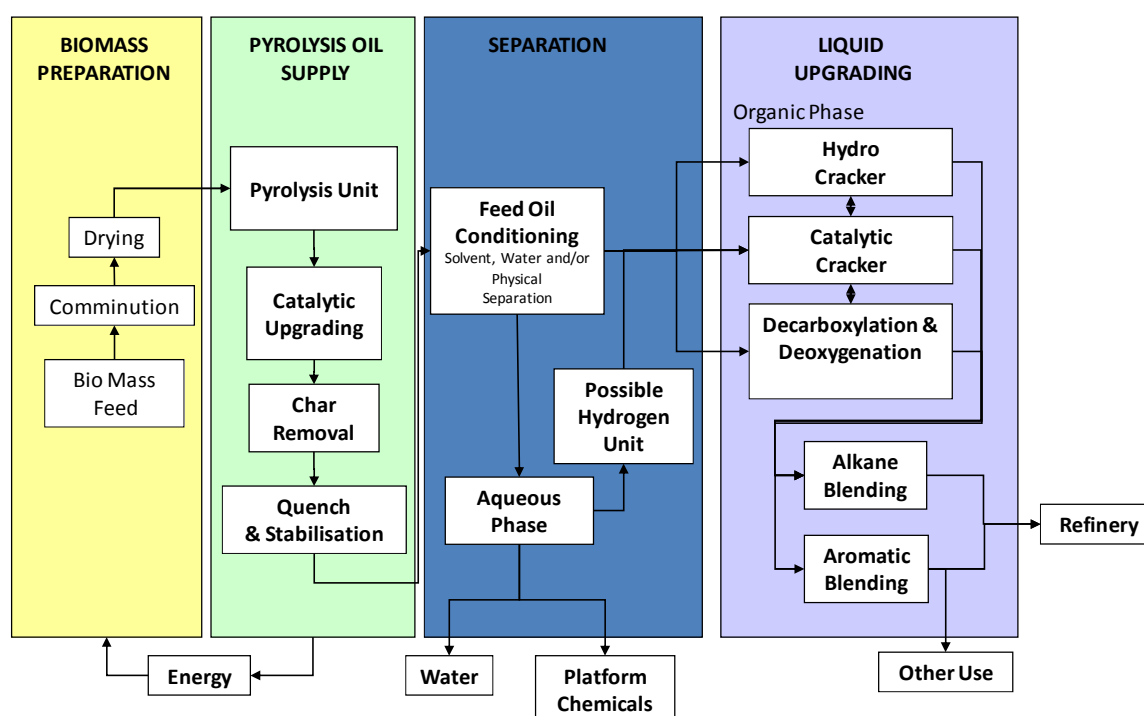 BIOMASS
PREPARATION
PYROLYSIS OIL
SUPPLY
SEPARATION
LIQUID
UPGRADING
Organic Phase
Hydro
Cracker
Pyrolysis Unit
Feed Oil
Conditioning
Solvent, Water and/or
Physical
Separation
Catalytic
Cracker
Drying
Comminution
Catalytic
Upgrading
Decarboxylation &
Deoxygenation
Bio Mass
Feed
Char
Removal
Possible
Hydrogen
Unit
Alkane
Blending
Quench
& Stabilisation
Aqueous
Phase
Refinery
Aromatic
Blending
Energy
Water
Platform
Chemicals
Other Use